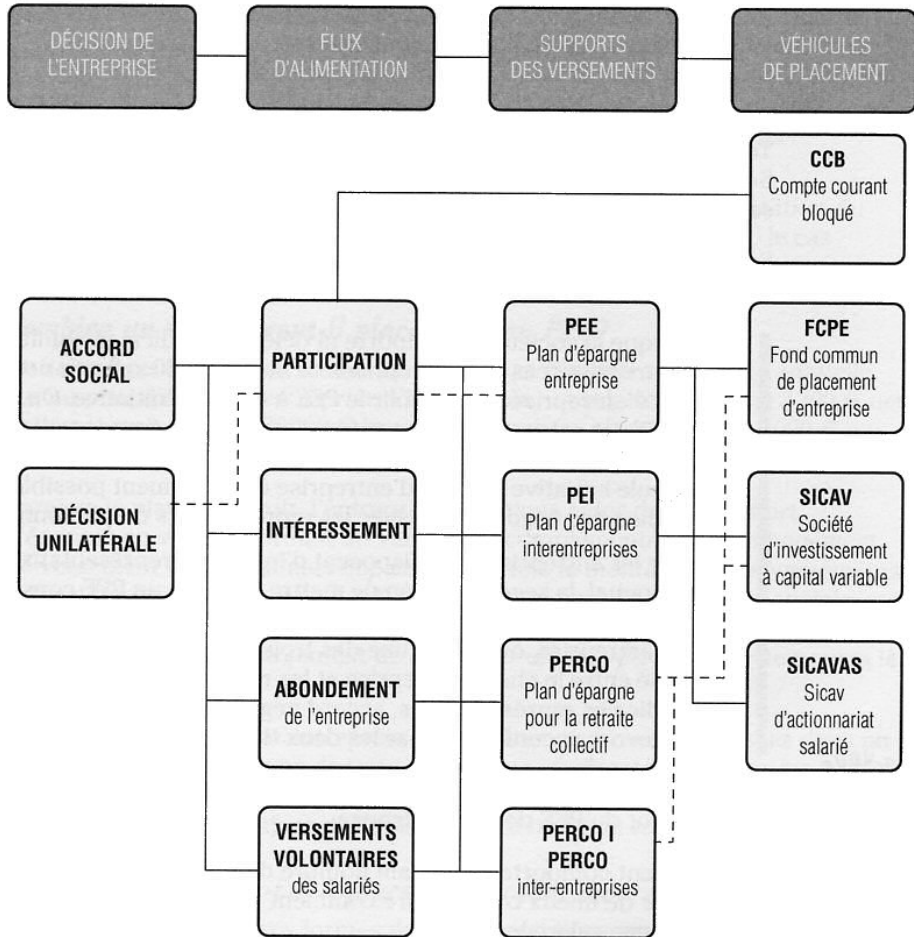 DÉCISION DE
L'ENTREPRISE
FLUX
D'ALIMENTATION
SUPPORTS
DES VERSEMENTS
VÉHICULES
DE PLACEMENT
CCB
Compte courant
bloqué
ACCORD
SOCIAL
PARTICIPATION
PEE
Plan d'épargne
entreprise
FCPE
Fond commun
de placement
d'entreprise
DÉCISION
UNILATÉRALE
INTÉRESSEMENT
PEI
Plan d'épargne
interentreprises
SICAV
Société
d'investissement
à capital variable
ABONDEMENT
de l'entreprise
PERCO
Plan d'épargne
pour la retraite
collectif
SICAVAS
Sicav
d'actionnariat
salarié
VERSEMENTS
VOLONTAIRES
des salariés
PERCO I
PERCO
inter-entreprises